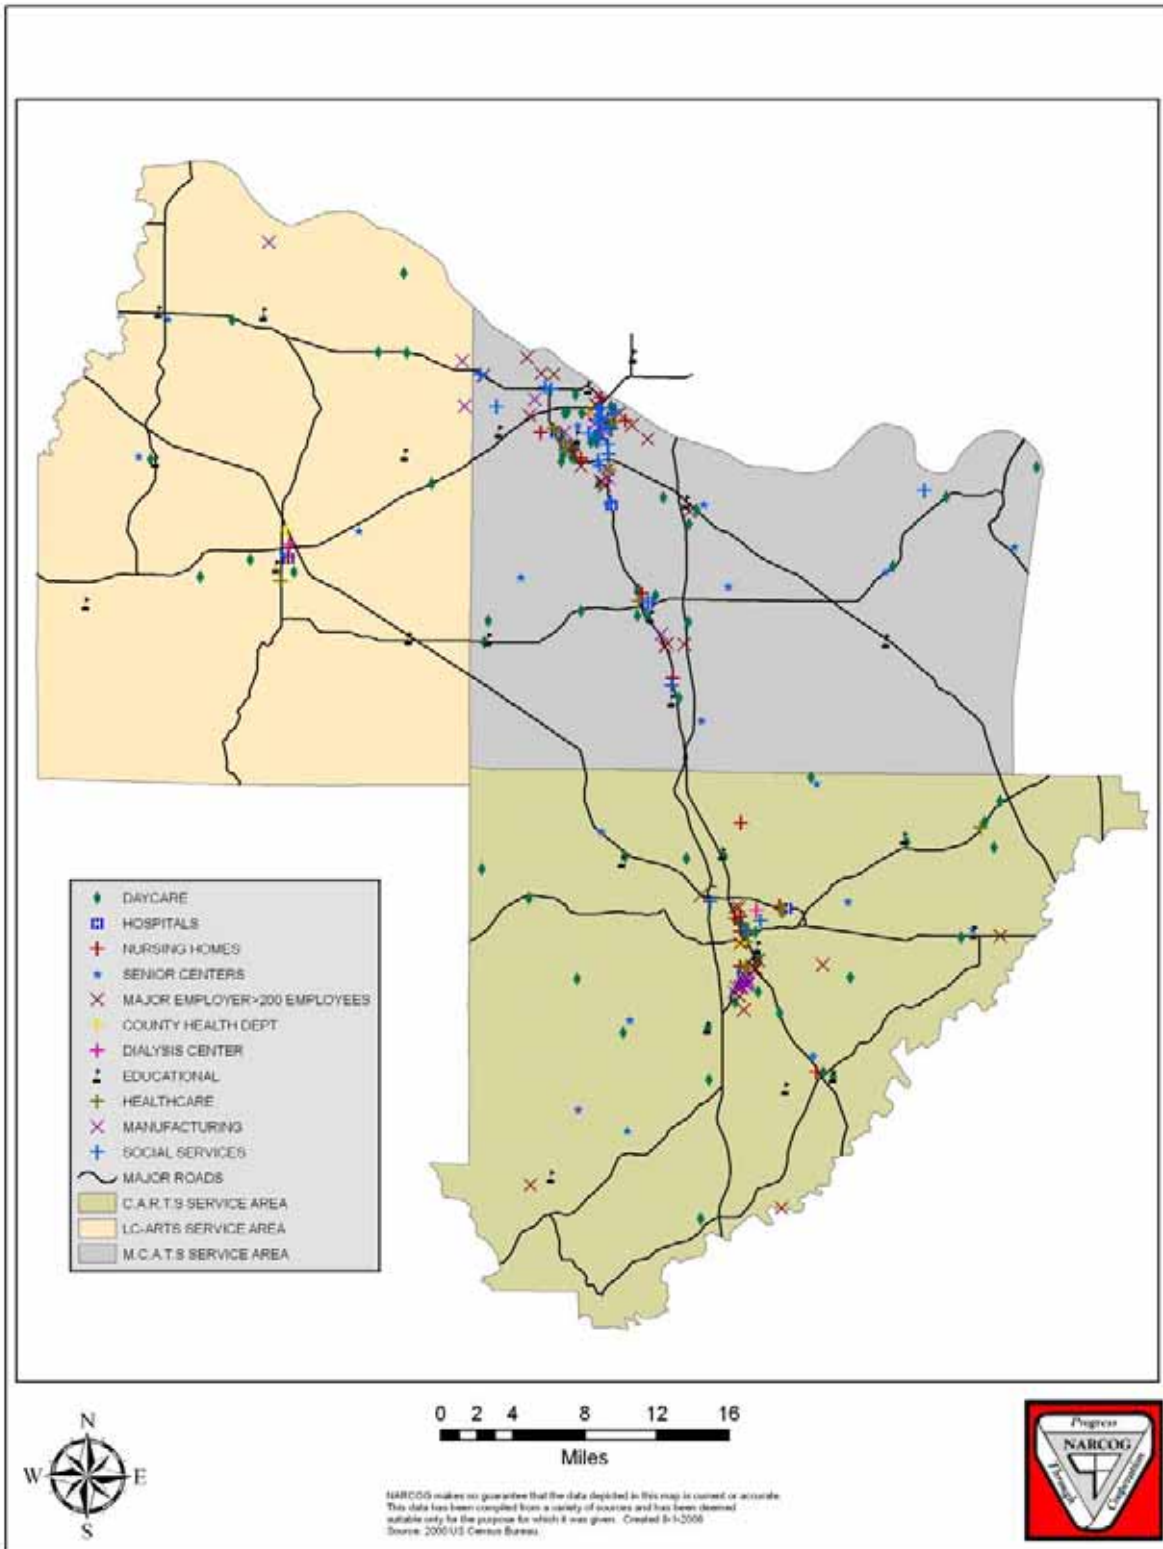 DAYCARE
HOSPITALS
NURSING HOMES
SENIOR CENTERS
MAJOR EMPLOYER>200 EMPLOYEES
COUNTY HEALTH DEPT
DIALYSIS CENTER
EDUCATIONAL
HEALTHCARE
MANUFACTURING
SOCIAL SERVICES
MAJOR ROADS
C.A.R.T.S SERVICE AREA
LC-ARTS SERVICE AREA
M.C.A.T.S SERVICE AREA
N
W E
S
0 2 4 8 12 16
Miles
NARCOG makes no guarantee that the data depicted in this map is current or accurate.
This data has been compiled from a variety of sources and has been deemed
suitable only for the purpose for which it was given. Created
Source: 2000 US Census Bureau.
Progress
NARCOG
Through
Cooperation